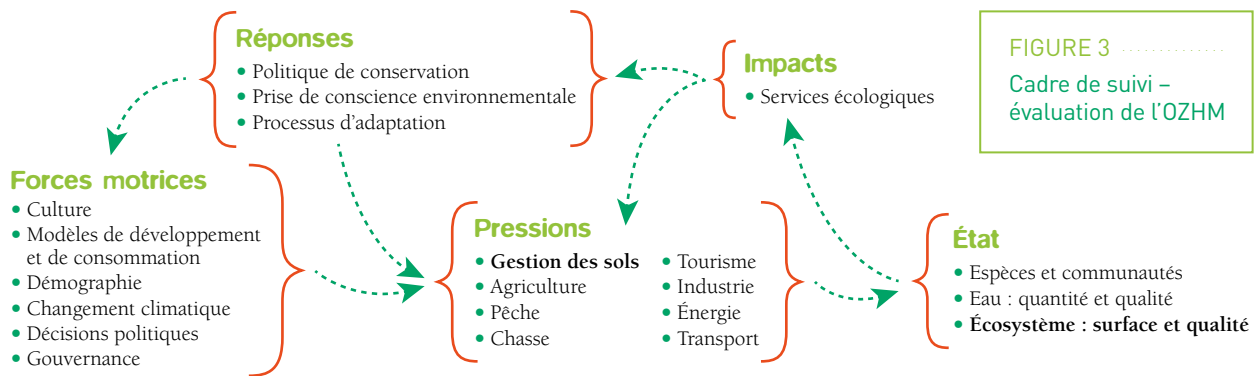 Réponses
• Politique de conservation
• Prise de conscience environnementale
• Processus d'adaptation
Impacts
• Services écologiques
FIGURE 3
Cadre de suivi –
évaluation de l'OZHM
Forces motrices
• Culture
• Modèles de développement
et de consommation
• Démographie
• Changement climatique
• Décisions politiques
• Gouvernance
Pressions
• Gestion des sols
• Agriculture
• Pêche
• Chasse
• Tourisme
• Industrie
• Énergie
• Transport
État
• Espèces et communautés
• Eau : quantité et qualité
• Écosystème : surface et qualité